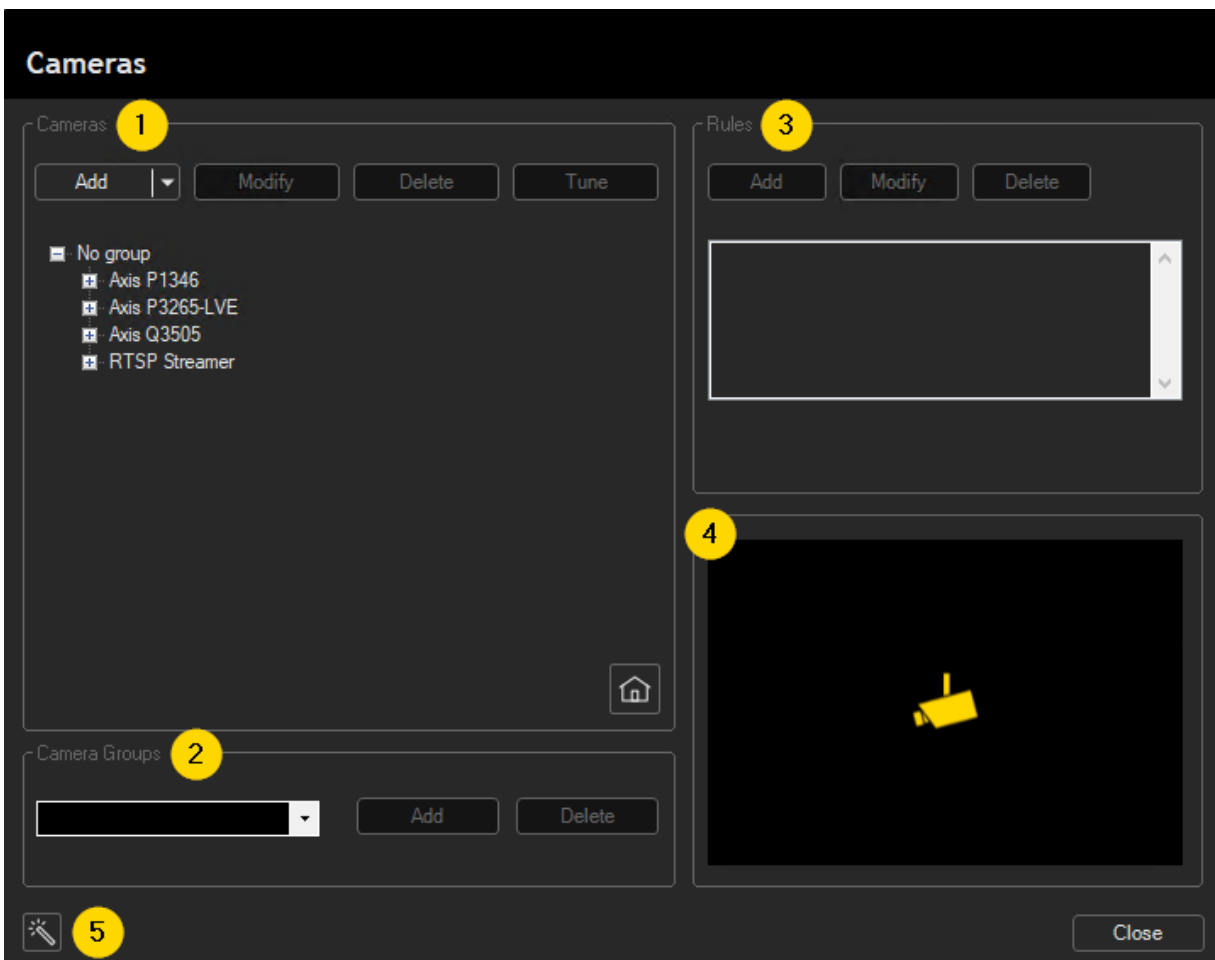 Cameras
Cameras 1
Add Modify Delete Tune
No group
Axis P1346
Axis P3265-LVE
Axis Q3505
RTSP Streamer
Camera Groups 2
Add Delete
5
Rules 3
Add Modify Delete
4
Close